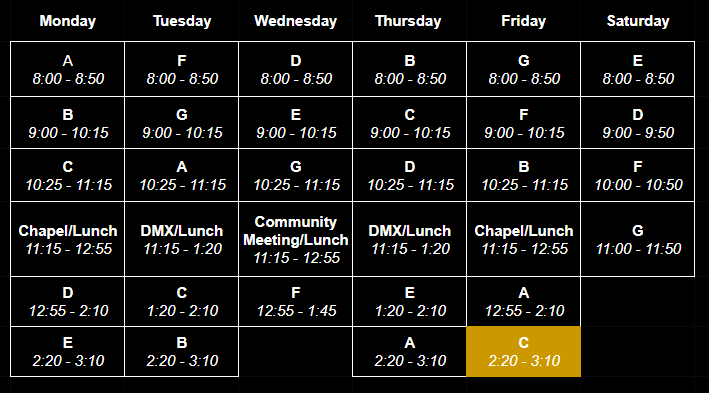 Monday Tuesday Wednesday Thursday Friday Saturday
A F D B G E
8:00 - 8:50 8:00 - 8:50 8:00 - 8:50 8:00 - 8:50 8:00 - 8:50 8:00 - 8:50
B G E C F D
9:00 - 10:15 9:00 - 10:15 9:00 - 10:15 9:00 - 10:15 9:00 - 10:15 9:00 - 9:50
C A G D B F
10:25 - 11:15 10:25 - 11:15 10:25 - 11:15 10:25 - 11:15 10:25 - 11:15 10:00 - 10:50
Chapel/Lunch DMX/Lunch Community Meeting/Lunch DMX/Lunch Chapel/Lunch G
11:15 - 12:55 11:15 - 1:20 11:15 - 12:55 11:15 - 1:20 11:15 - 12:55 11:00 - 11:50
D C F E A
12:55 - 2:10 1:20 - 2:10 12:55 - 1:45 1:20 - 2:10 12:55 - 2:10
E B A C
2:20 - 3:10 2:20 - 3:10 2:20 - 3:10 2:20 - 3:10